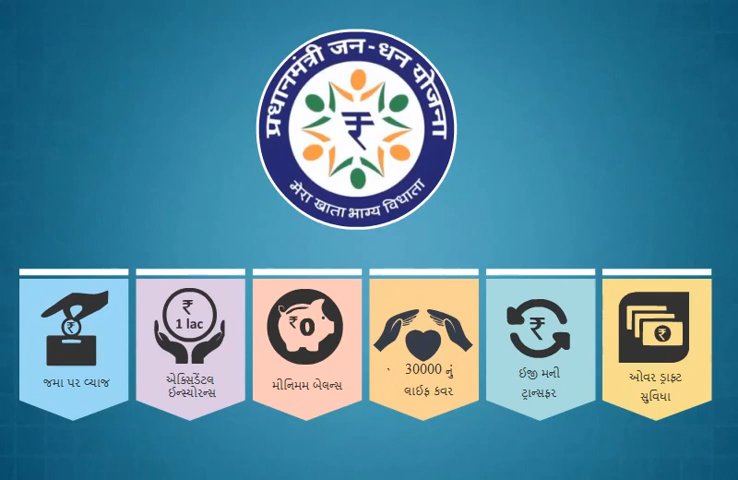 प्रधानमंत्री जन-धन योजना
₹
मेरा खाता भाग्य विधाता
₹
જમા પર વ્યાજ
₹
1 lac
એક્સિડેંટલ
ઈન્સ્યોરન્સ
₹0
મીનિમમ બેલન્સ
30000 નું
લાઈફ કવર
₹
ઈજી મની
ટ્રાન્સફર
₹
ઓવર ડ્રાફ્ટ
સુવિધા